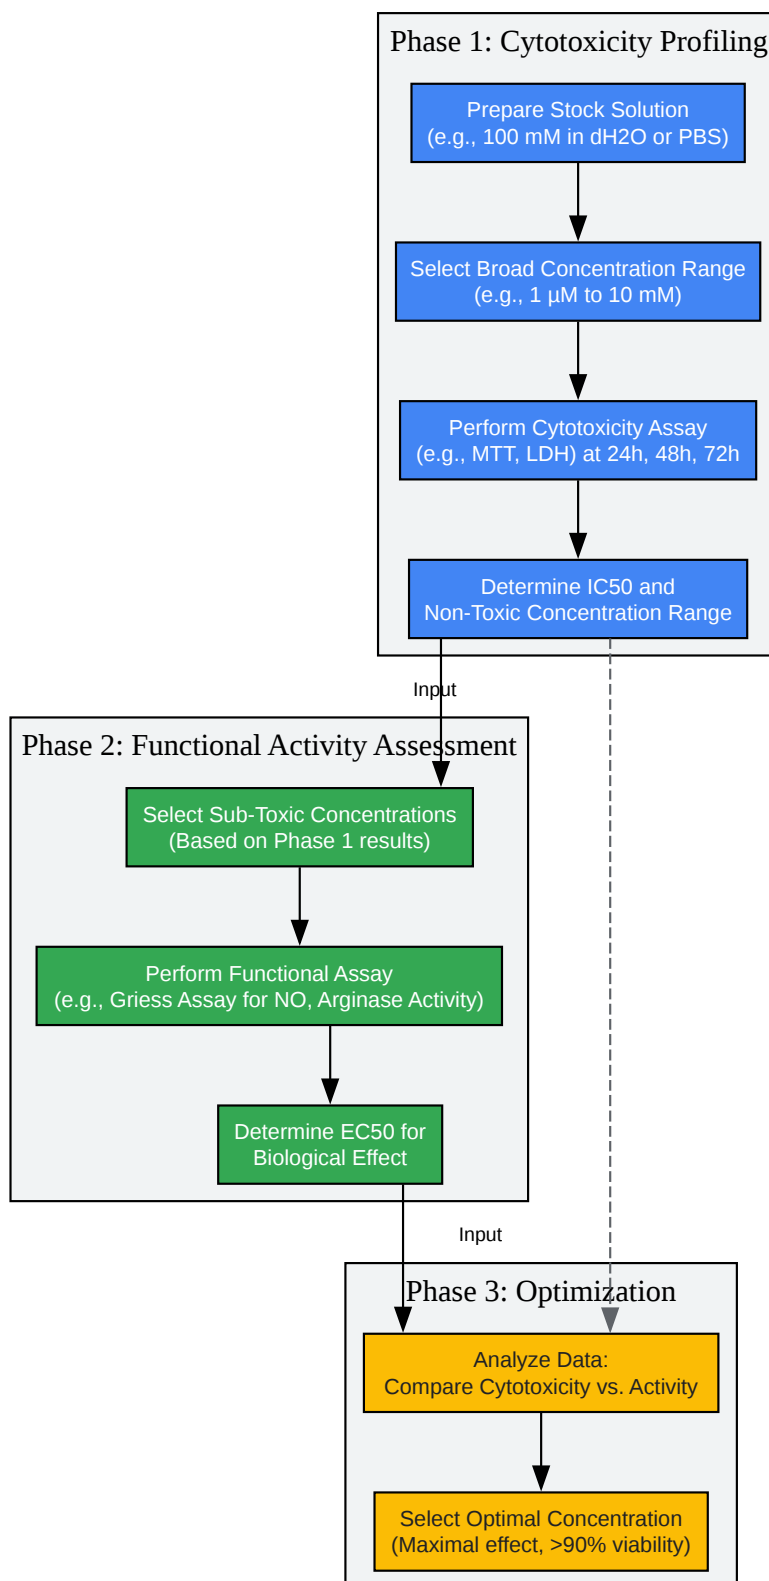 Phase 1: Cytotoxicity Profiling
Prepare Stock Solution
(e.g., 100 mM in dH2O or PBS)
Select Broad Concentration Range
(e.g., 1 µM to 10 mM)
Perform Cytotoxicity Assay
(e.g., MTT, LDH) at 24h, 48h, 72h
Determine IC50 and
Non-Toxic Concentration Range
Input
Phase 2: Functional Activity Assessment
Select Sub-Toxic Concentrations
(Based on Phase 1 results)
Perform Functional Assay
(e.g., Griess Assay for NO, Arginase Activity)
Determine EC50 for
Biological Effect
Input
Phase 3: Optimization
Analyze Data:
Compare Cytotoxicity vs. Activity
Select Optimal Concentration
(Maximal effect, >90% viability)